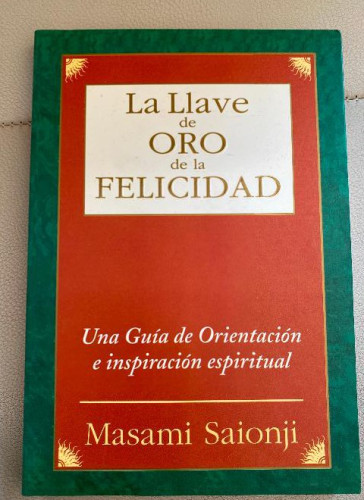 La Llave
de
ORO
de la
FELICIDAD
Una Guía de Orientación
e inspiración espiritual
Masami Saionji